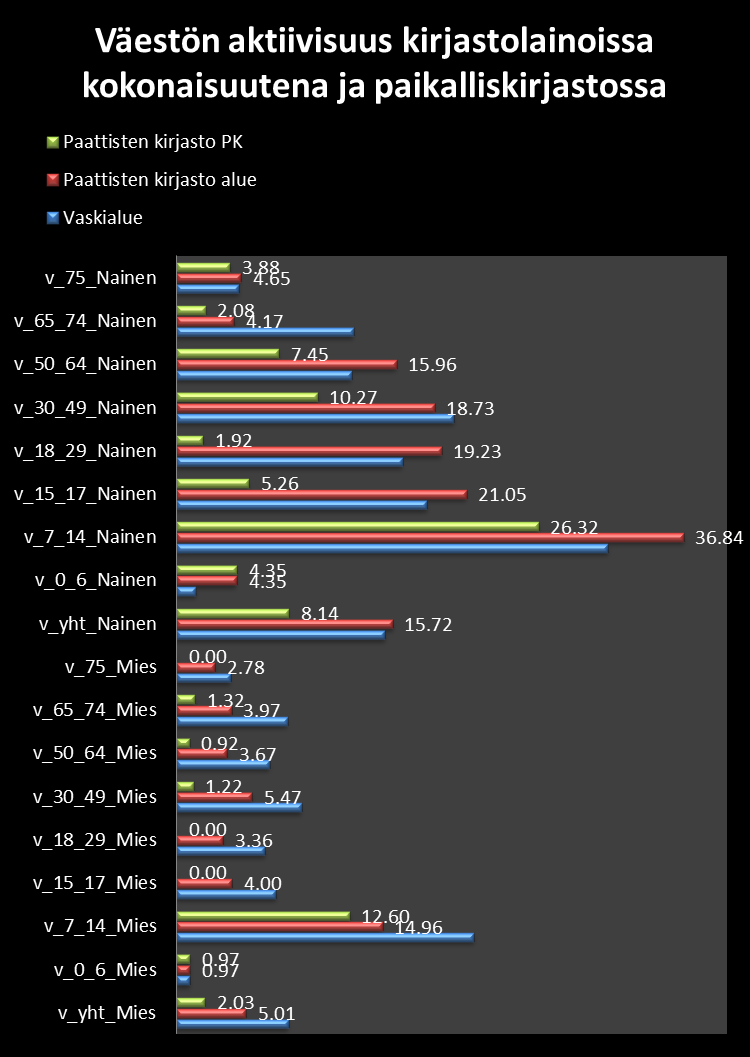 Väestön aktiivisuus kirjastolainoissa
kokonaisuutena ja paikalliskirjastossa
Paattisten kirjasto PK
Paattisten kirjasto alue
Vaskialue
v_75_Nainen
3.88
4.65
v_65_74_Nainen
2.08
4.17
v_50_64_Nainen
7.45
15.96
v_30_49_Nainen
10.27
18.73
v_18_29_Nainen
1.92
19.23
v_15_17_Nainen
5.26
21.05
v_7_14_Nainen
26.32
36.84
v_0_6_Nainen
4.35
4.35
v_yht_Nainen
8.14
15.72
v_75_Mies
0.00
2.78
v_65_74_Mies
1.32
3.97
v_50_64_Mies
0.92
3.67
v_30_49_Mies
1.22
5.47
v_18_29_Mies
0.00
3.36
v_15_17_Mies
0.00
4.00
v_7_14_Mies
12.60
14.96
v_0_6_Mies
0.97
0.97
v_yht_Mies
2.03
5.01